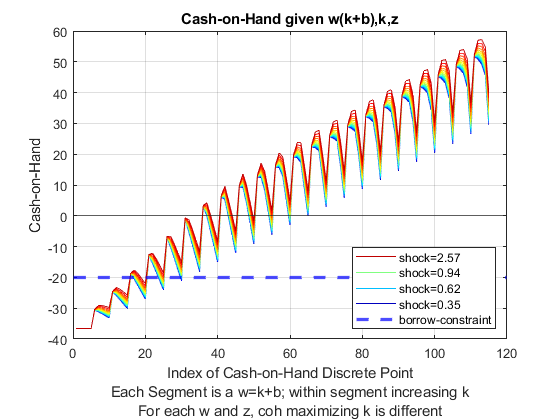 Cash-on-Hand given w(k+b),k,z
60
50
40
30
20
10
0
-10
-20
-30
-40
Cash-on-Hand
shock=2.57
shock=0.94
shock=0.62
shock=0.35
borrow-constraint
0 20 40 60 80 100 120
Index of Cash-on-Hand Discrete Point
Each Segment is a w=k+b; within segment increasing k
For each w and z, coh maximizing k is different